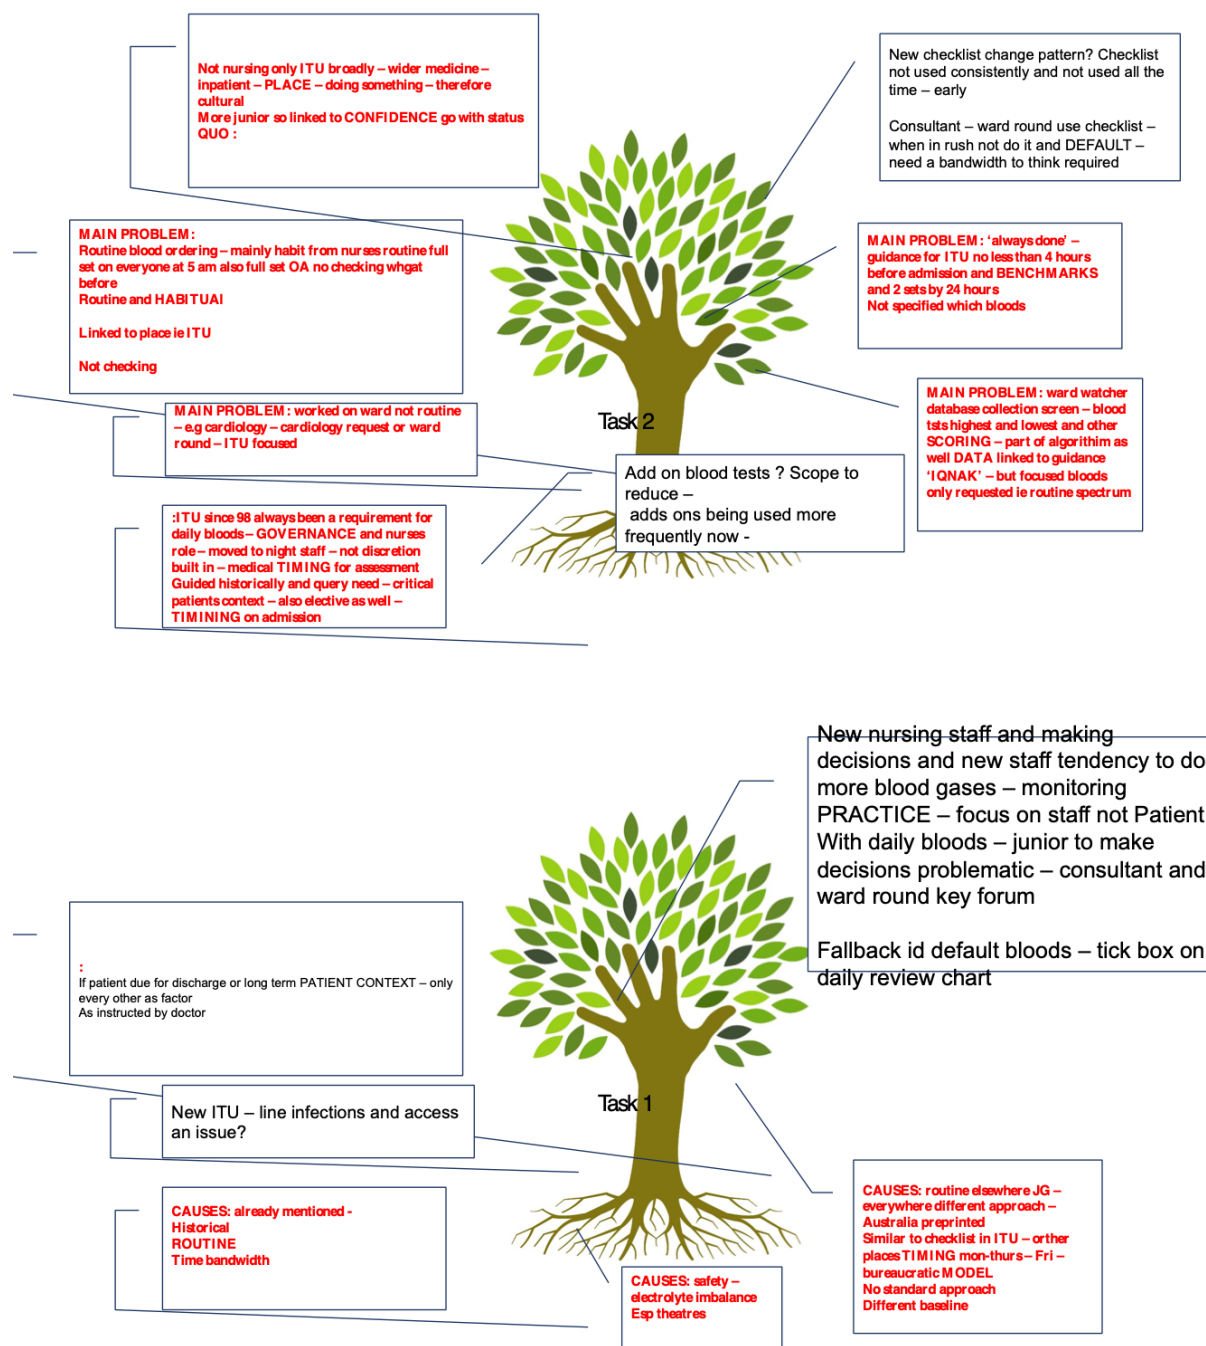 Not nursing only ITU broadly – wider medicine –
inpatient – PLACE – doing something – therefore
cultural
More junior so linked to CONFIDENCE go with status
QUO :
New checklist change pattern? Checklist
not used consistently and not used all the
time – early
Consultant – ward round use checklist –
when in rush not do it and DEFAULT –
need a bandwidth to think required
MAIN PROBLEM:
Routine blood ordering – mainly habit from nurses routine full
set on everyone at 5 am also full set OA no checking whgat
before
Routine and HABITUAl
Linked to place ie ITU
Not checking
MAIN PROBLEM: 'always done' –
guidance for ITU no less than 4 hours
before admission and BENCHMARKS
and 2 sets by 24 hours
Not specified which bloods
MAIN PROBLEM: ward watcher
database collection screen – blood
tsts highest and lowest and other
SCORING – part of algorithim as
well DATA linked to guidance
'IQNAK' – but focused bloods
only requested ie routine spectrum
MAIN PROBLEM: worked on ward not routine
– e.g cardiology – cardiology request or ward
round – ITU focused
Task 2
Add on blood tests ? Scope to
reduce –
adds ons being used more
frequently now -
:ITU since 98 always been a requirement for
daily bloods – GOVERNANCE and nurses
role – moved to night staff – not discretion
built in – medical TIMING for assessment
Guided historically and query need – critical
patients context – also elective as well –
TIMINING on admission
New nursing staff and making
decisions and new staff tendency to do
more blood gases – monitoring
PRACTICE – focus on staff not Patient
With daily bloods – junior to make
decisions problematic – consultant and
ward round key forum
Fallback id default bloods – tick box on
daily review chart
:
If patient due for discharge or long term PATIENT CONTEXT – only
every other as factor
As instructed by doctor
New ITU – line infections and access
an issue?
Task 1
CAUSES: already mentioned -
Historical
ROUTINE
Time bandwidth
CAUSES: safety –
electrolyte imbalance
Esp theatres
CAUSES: routine elsewhere JG –
everywhere different approach –
Australia preprinted
Similar to checklist in ITU – orther
places TIMING mon-thurs – Fri –
bureaucratic MODEL
No standard approach
Different baseline